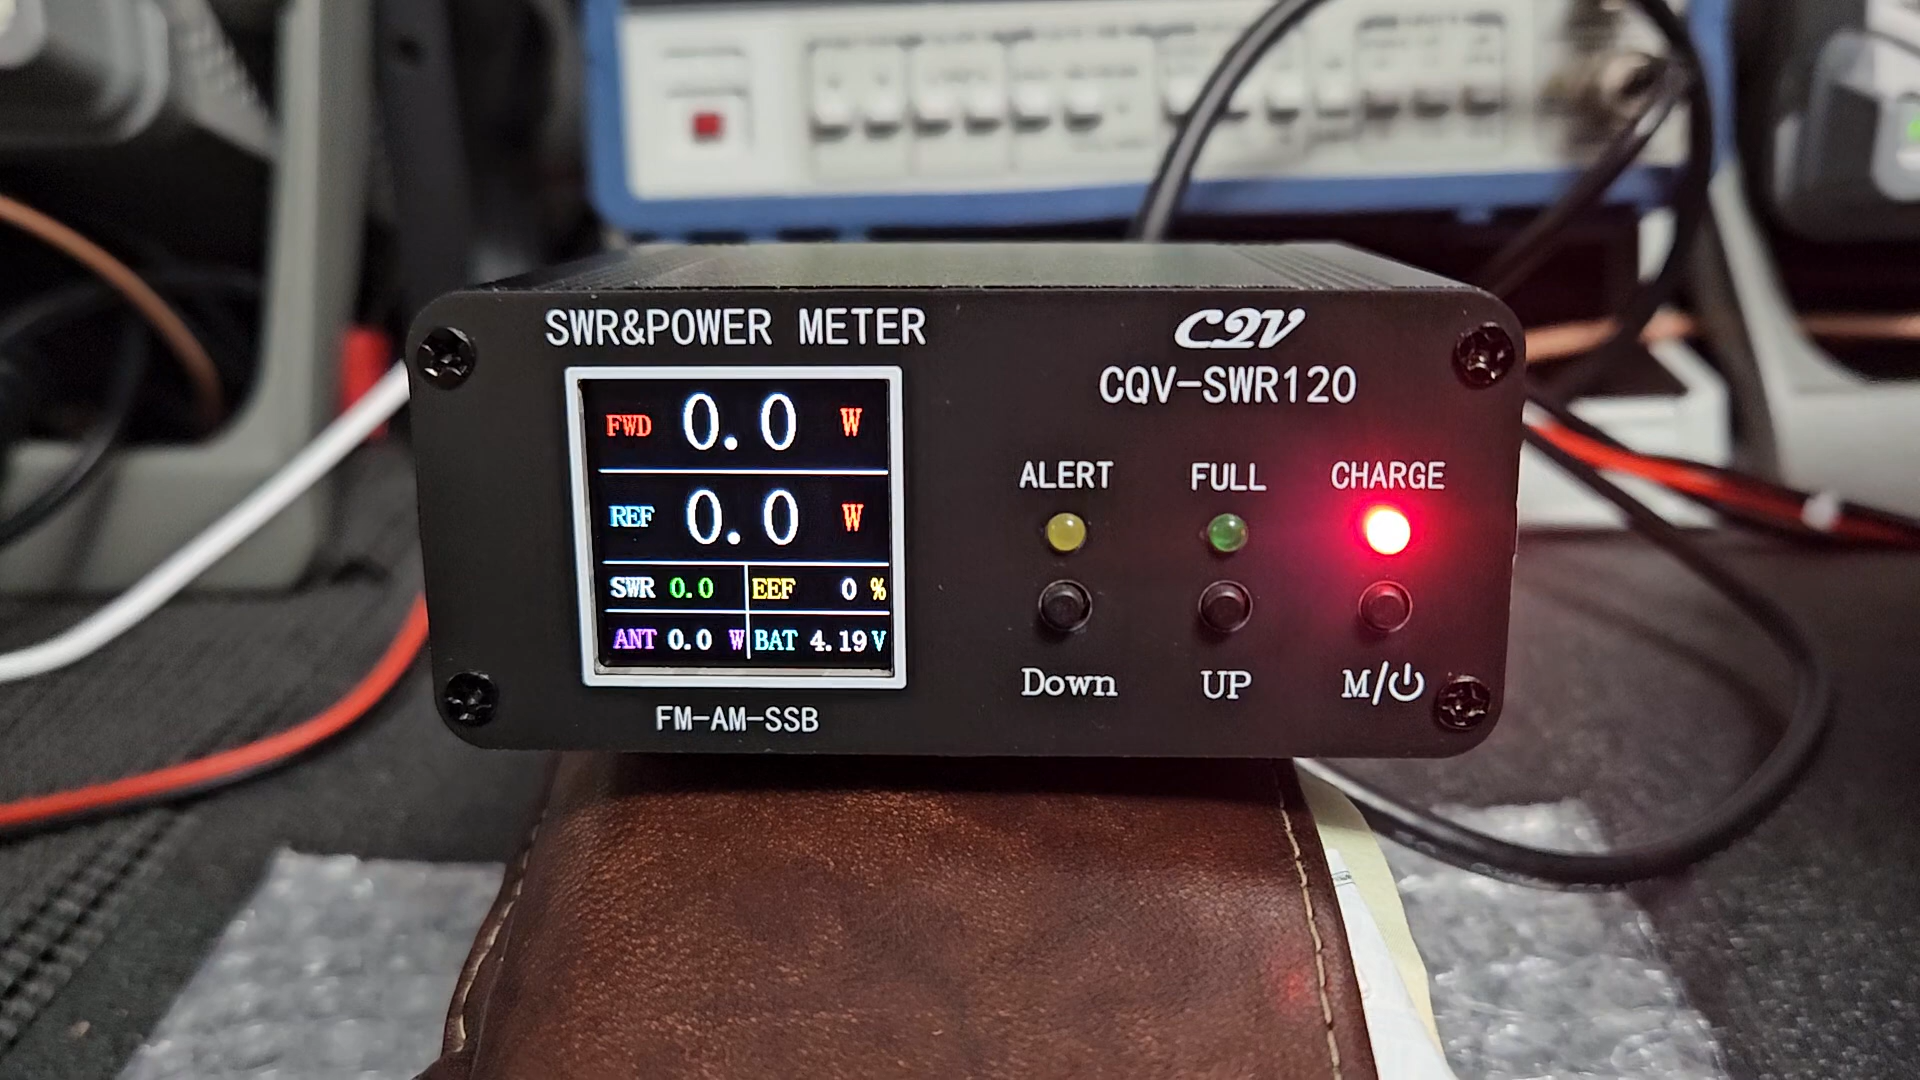 SWR&POWER METER
CQV
CQV-SWR120
FWD 0.0 W
REF 0.0 W
SWR 0.0 EEF 0 %
ANT 0.0 W BAT 4.19 V
FM-AM-SSB
ALERT FULL CHARGE
Down UP M/⏻